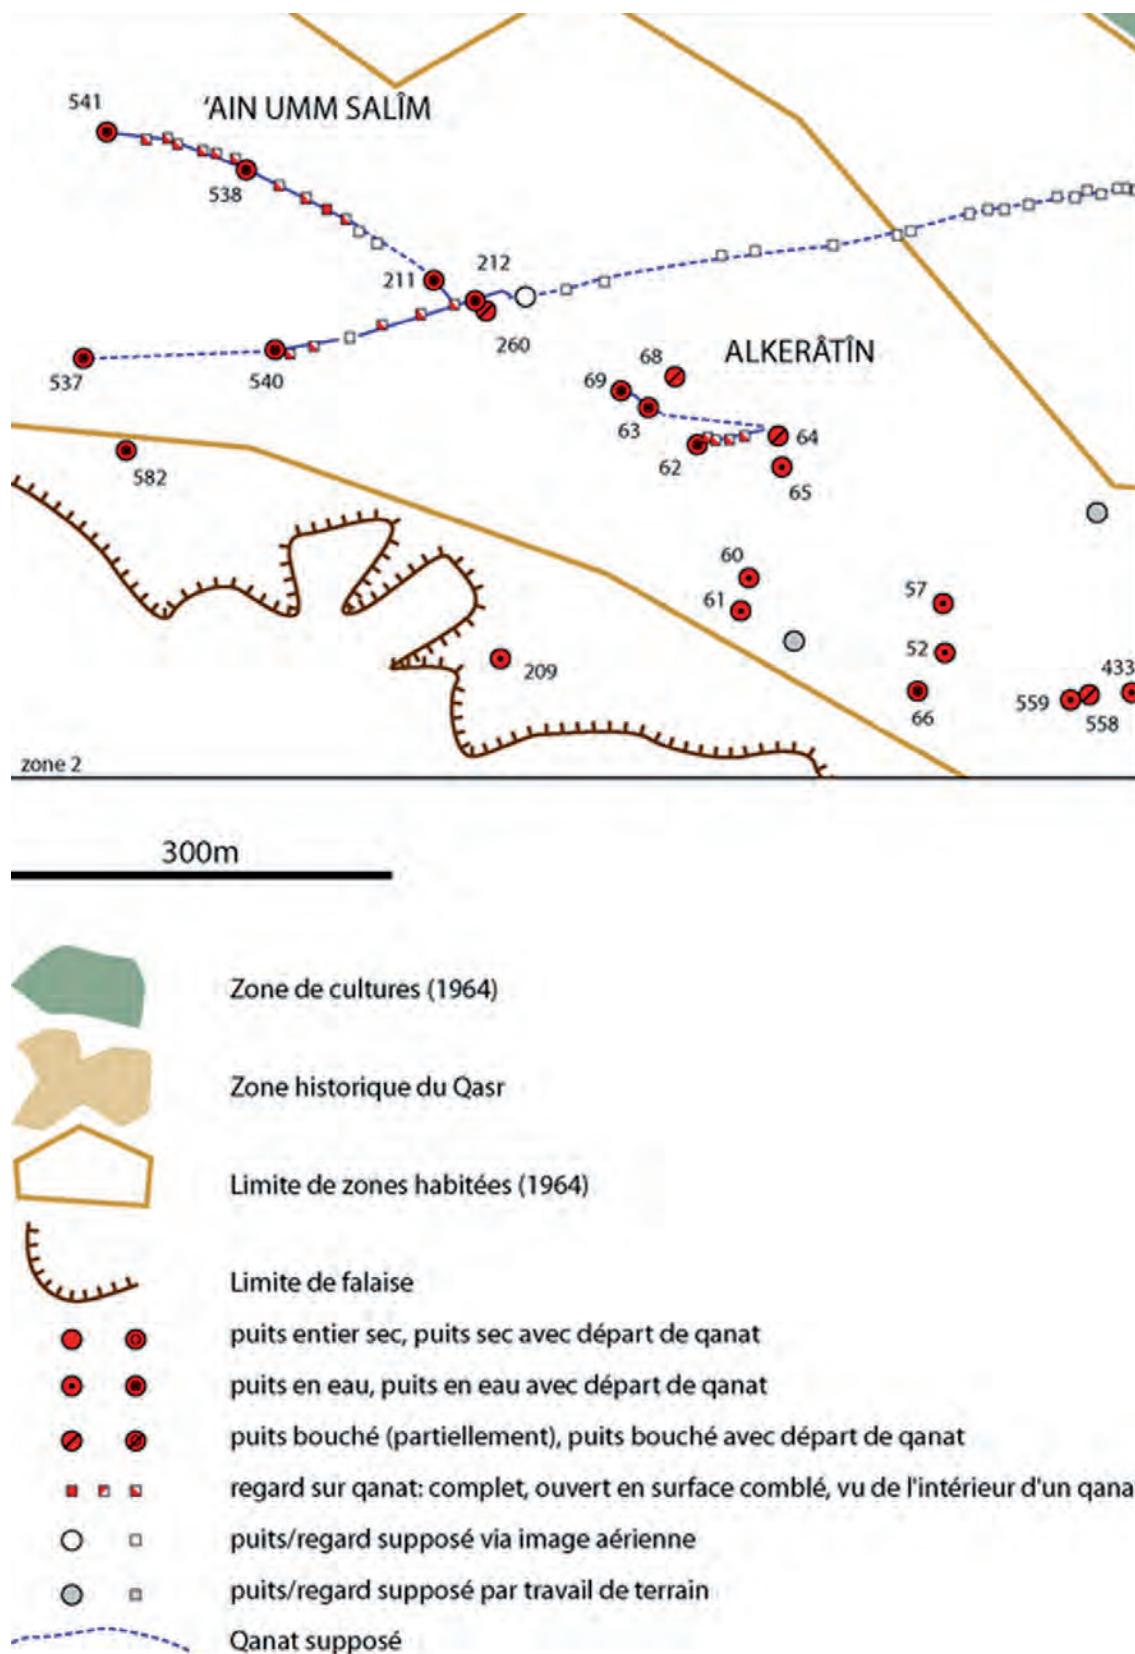 541
'AIN UMM SALÎM
538
211
212
260
537
540
ALKERÂTÎN
68
69
63
64
62
65
582
60
61
57
52
209
66
433
559
558
zone 2
300m
Zone de cultures (1964)
Zone historique du Qasr
Limite de zones habitées (1964)
Limite de falaise
puits entier sec, puits sec avec départ de qanat
puits en eau, puits en eau avec départ de qanat
puits bouché (partiellement), puits bouché avec départ de qanat
regard sur qanat: complet, ouvert en surface comblé, vu de l'intérieur d'un qana
puits/regard supposé via image aérienne
puits/regard supposé par travail de terrain
Qanat supposé